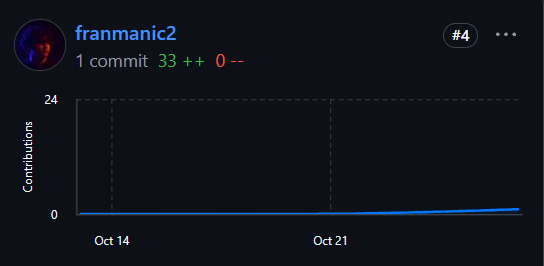 franmanic2
#4
1 commit 33 ++ 0 --
24
Contributions
0
Oct 14 Oct 21